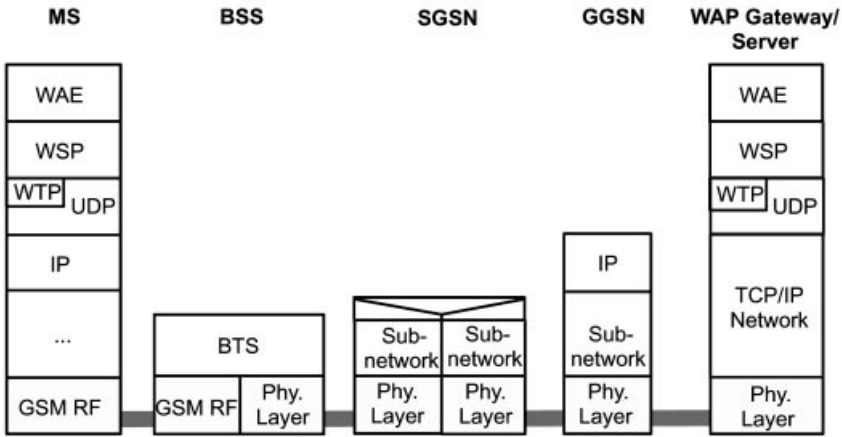 MS
BSS
SGSN
GGSN
WAP Gateway/
Server
WAE
WSP
WTP
UDP
IP
...
GSM RF
BTS
GSM RF
Phy.
Layer
Sub-
network
Sub-
network
Phy.
Layer
Phy.
Layer
IP
Sub-
network
Phy.
Layer
WAE
WSP
WTP
UDP
TCP/IP
Network
Phy.
Layer